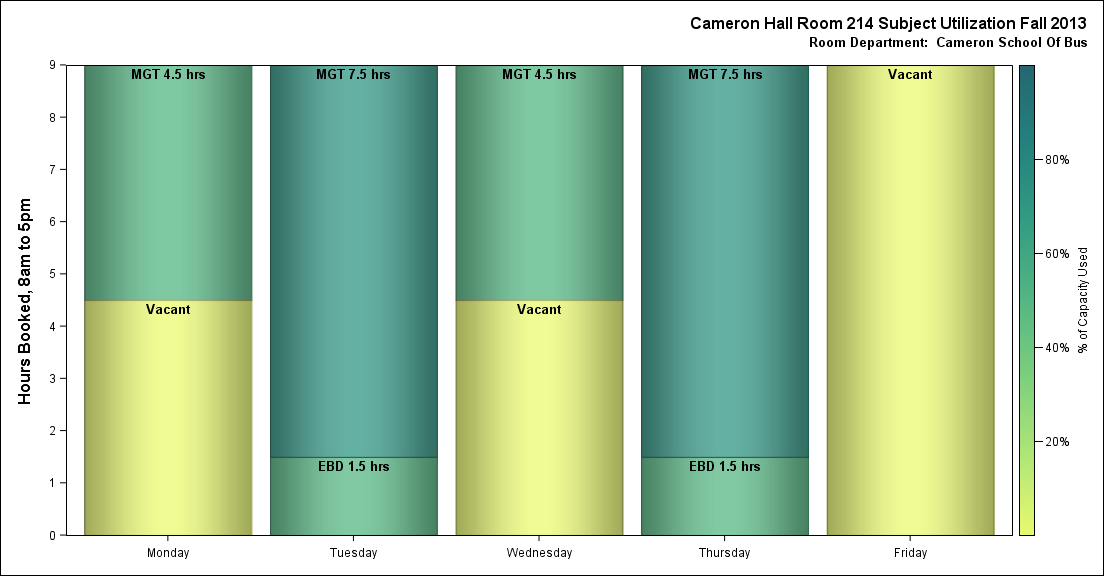 Cameron Hall Room 214 Subject Utilization Fall 2013
Room Department:  Cameron School Of Bus
Hours Booked, 8am to 5pm
9
8
7
6
5
4
3
2
1
0
MGT 4.5 hrs
Vacant
MGT 7.5 hrs
EBD 1.5 hrs
MGT 4.5 hrs
Vacant
MGT 7.5 hrs
EBD 1.5 hrs
Vacant
Monday
Tuesday
Wednesday
Thursday
Friday
80%
60%
40%
20%
% of Capacity Used